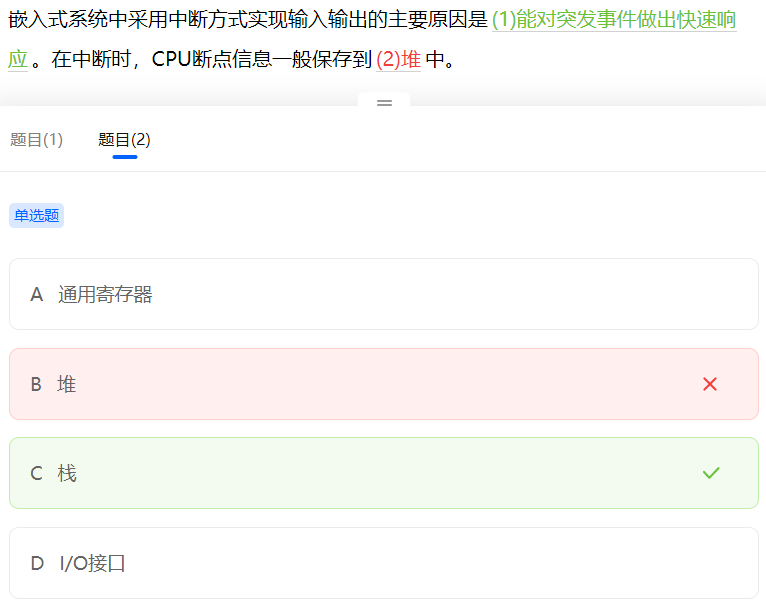 嵌入式系统中采用中断方式实现输入输出的主要原因是(1)能对突发事件做出快速响
应。在中断时，CPU断点信息一般保存到(2)堆中。
题目(1) 题目(2)
单选题
A 通用寄存器
B 堆
C 栈
D I/O接口